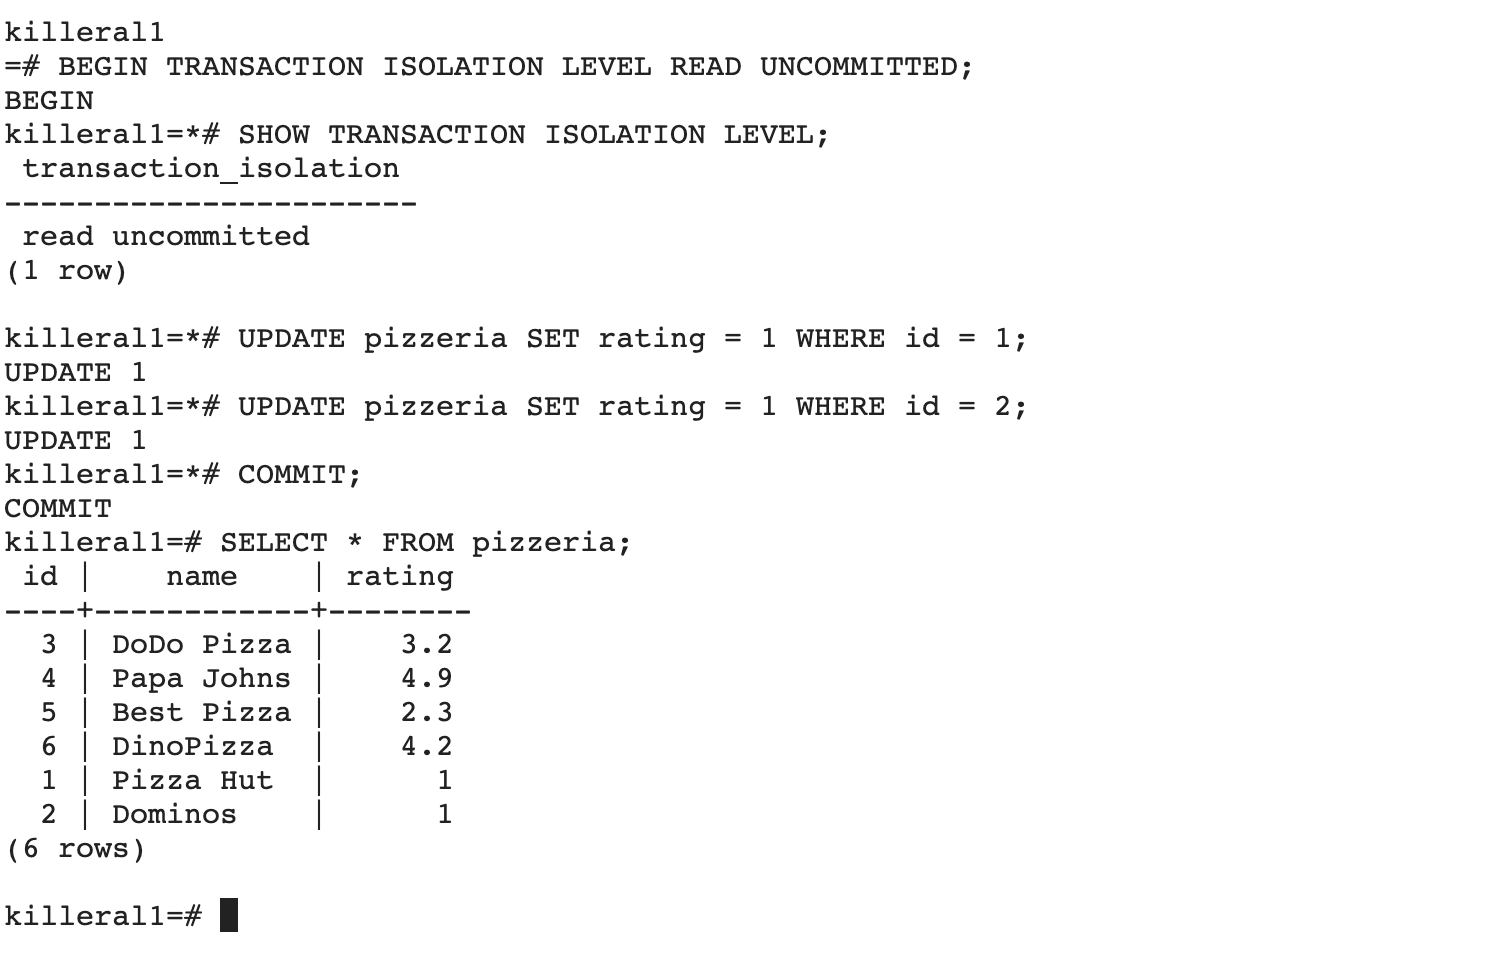 killeral1
=# BEGIN TRANSACTION ISOLATION LEVEL READ UNCOMMITTED;
BEGIN
killeral1=*# SHOW TRANSACTION ISOLATION LEVEL;
 transaction_isolation
-----------------------
 read uncommitted
(1 row)

killeral1=*# UPDATE pizzeria SET rating = 1 WHERE id = 1;
UPDATE 1
killeral1=*# UPDATE pizzeria SET rating = 1 WHERE id = 2;
UPDATE 1
killeral1=*# COMMIT;
COMMIT
killeral1=# SELECT * FROM pizzeria;
 id |    name    | rating
----+------------+--------
  3 | DoDo Pizza |    3.2
  4 | Papa Johns |    4.9
  5 | Best Pizza |    2.3
  6 | DinoPizza  |    4.2
  1 | Pizza Hut  |      1
  2 | Dominos    |      1
(6 rows)

killeral1=#